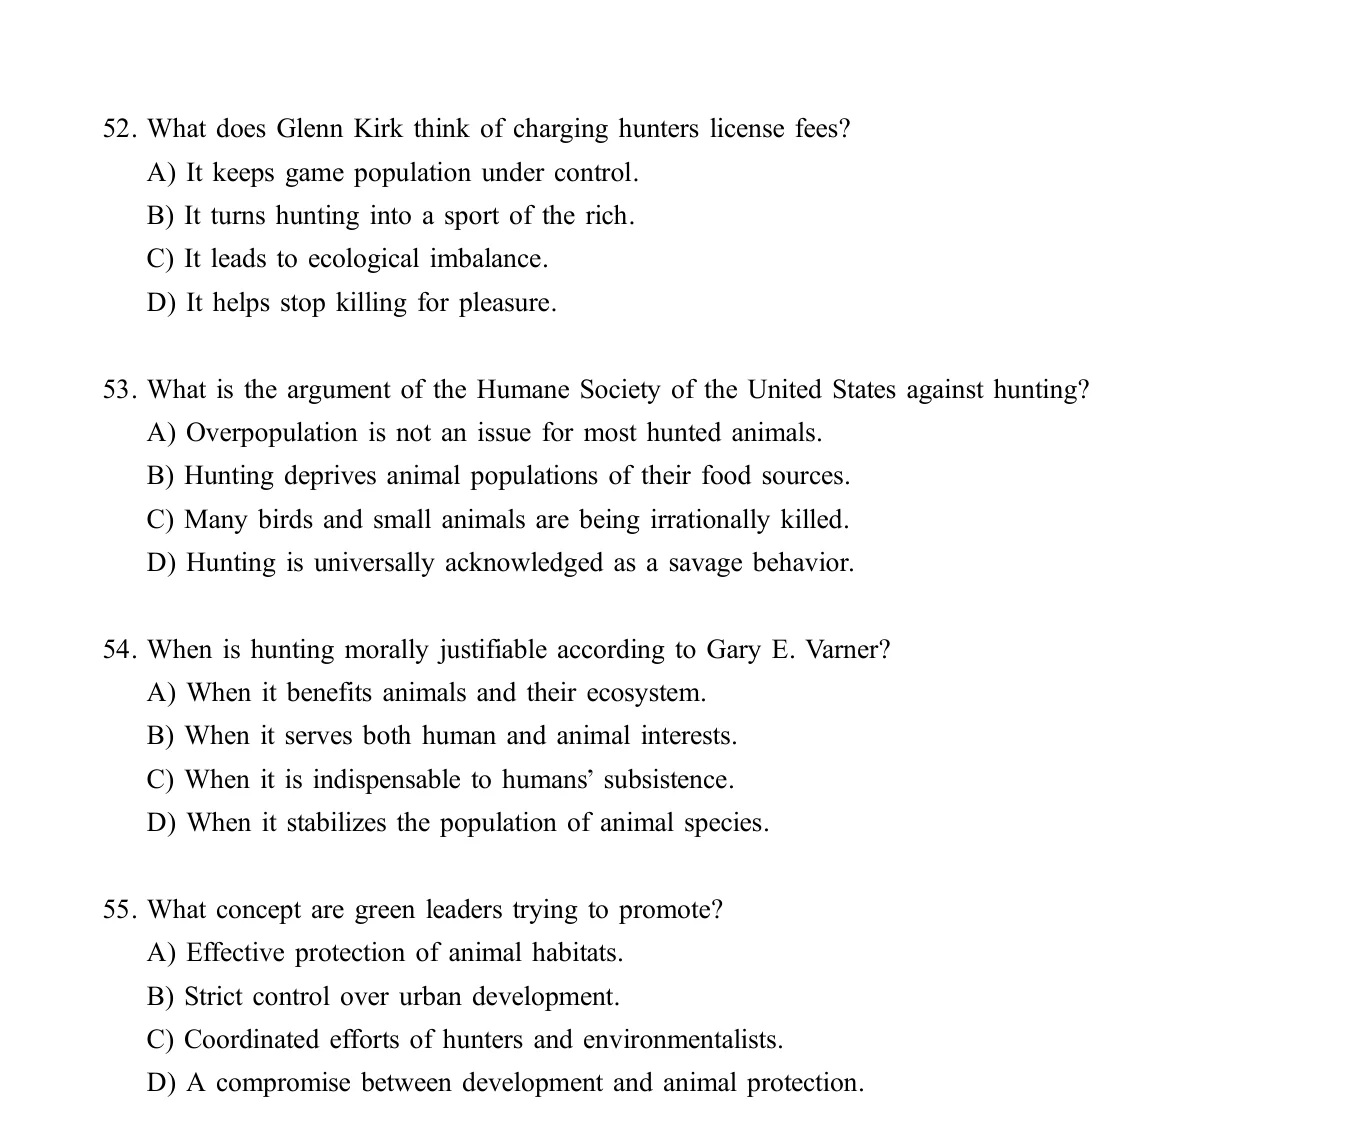 52. What does Glenn Kirk think of charging hunters license fees?
A) It keeps game population under control.
B) It turns hunting into a sport of the rich.
C) It leads to ecological imbalance.
D) It helps stop killing for pleasure.
53. What is the argument of the Humane Society of the United States against hunting?
A) Overpopulation is not an issue for most hunted animals.
B) Hunting deprives animal populations of their food sources.
C) Many birds and small animals are being irrationally killed.
D) Hunting is universally acknowledged as a savage behavior.
54. When is hunting morally justifiable according to Gary E. Varner?
A) When it benefits animals and their ecosystem.
B) When it serves both human and animal interests.
C) When it is indispensable to humans’ subsistence.
D) When it stabilizes the population of animal species.
55. What concept are green leaders trying to promote?
A) Effective protection of animal habitats.
B) Strict control over urban development.
C) Coordinated efforts of hunters and environmentalists.
D) A compromise between development and animal protection.